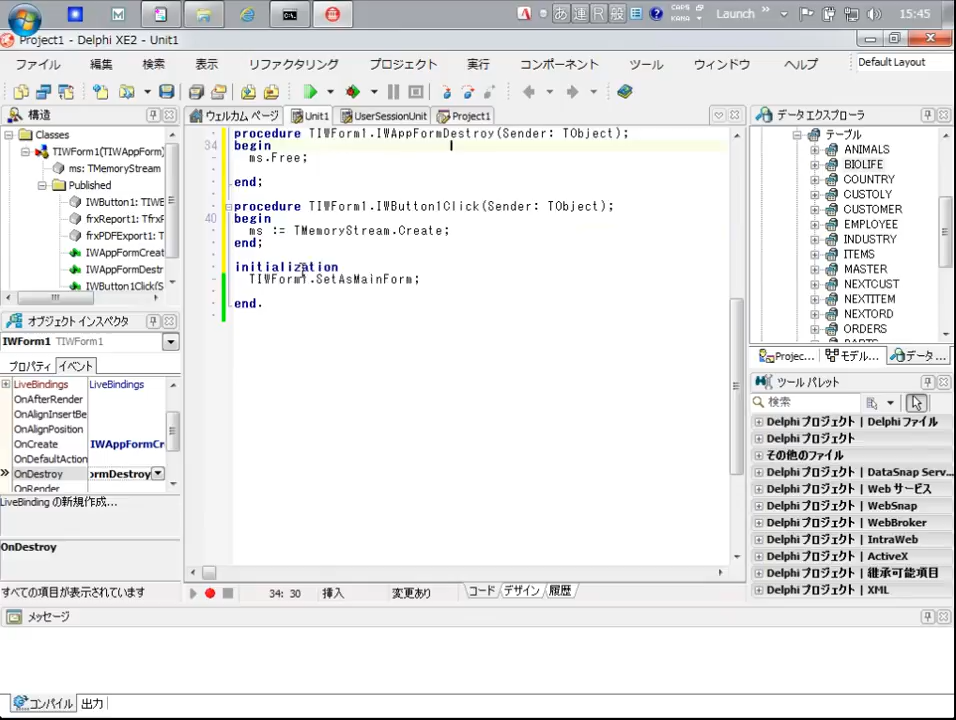 A あ 連 R 般 CAPS KANA Launch » 15:45
Project1 - Delphi XE2 - Unit1
ファイル 編集 検索 表示 リファクタリング プロジェクト 実行 コンポーネント ツール ウィンドウ ヘルプ Default Layout
構造
Classes
TIWForm1(TIWAppForm)
ms: TMemoryStream
Published
IWButton1: TIWE
frxReport1: Tfrx
frxPDFExport1: T
IWAppFormCreat
IWAppFormDestr
IWButton1Click(S
オブジェクト インスペクタ
IWForm1 TIWForm1
プロパティ イベント
LiveBindings LiveBindings
OnAfterRender
OnAlignInsertBe
OnAlignPosition
OnCreate IWAppFormCr
OnDefaultAction
OnDestroy ormDestroy
OnRender
LiveBinding の新規作成...
OnDestroy
すべての項目が表示されています
ウェルカム ページ Unit1 UserSessionUnit Project1
procedure TIWForm1.IWAppFormDestroy(Sender: TObject);
34 begin
ms.Free;
end;
procedure TIWForm1.IWButton1Click(Sender: TObject);
40 begin
ms := TMemoryStream.Create;
end;
initialization
TIWForm1.SetAsMainForm;
end.
34: 30 挿入 変更あり コード デザイン 履歴
データ エクスプローラ
テーブル
ANIMALS
BIOLIFE
COUNTRY
CUSTOLY
CUSTOMER
EMPLOYEE
INDUSTRY
ITEMS
MASTER
NEXTCUST
NEXTITEM
NEXTORD
ORDERS
PARTS
Projec... モデル... データ ...
ツール パレット
検索
Delphi プロジェクト | Delphi ファイル
Delphi プロジェクト
その他のファイル
Delphi プロジェクト | DataSnap Serv...
Delphi プロジェクト | Web サービス
Delphi プロジェクト | WebSnap
Delphi プロジェクト | WebBroker
Delphi プロジェクト | IntraWeb
Delphi プロジェクト | ActiveX
Delphi プロジェクト | 継承可能項目
Delphi プロジェクト | XML
メッセージ
コンパイル 出力